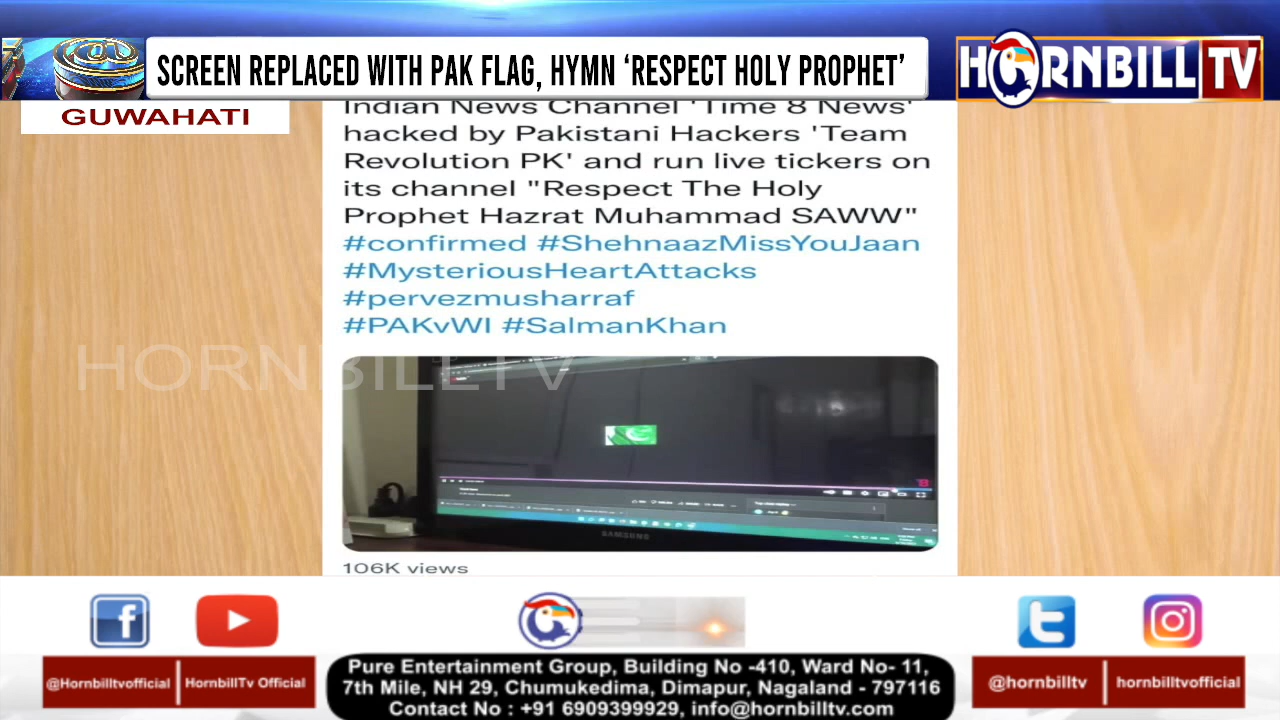 SCREEN REPLACED WITH PAK FLAG, HYMN ‘RESPECT HOLY PROPHET’
HORNBILL TV
GUWAHATI
Indian News Channel 'Time 8 News'
hacked by Pakistani Hackers 'Team
Revolution PK' and run live tickers on
its channel "Respect The Holy
Prophet Hazrat Muhammad SAWW"
#confirmed #ShehnaazMissYouJaan
#MysteriousHeartAttacks
#pervezmusharraf
#PAKvWI #SalmanKhan
HORNBILLTV
SAMSUNG
106K views
@Hornbilltvofficial
HornbillTv Official
Pure Entertainment Group, Building No -410, Ward No- 11,
7th Mile, NH 29, Chumukedima, Dimapur, Nagaland - 797116
Contact No : +91 6909399929, info@hornbilltv.com
@hornbilltv
hornbilltvofficial